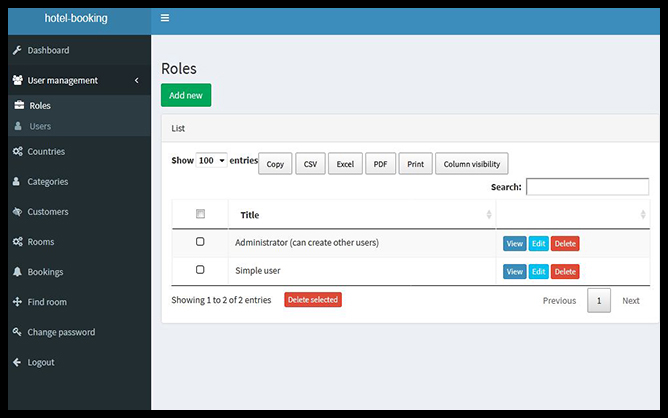 hotel-booking
Dashboard
User management
Roles
Users
Countries
Categories
Customers
Rooms
Bookings
Find room
Change password
Logout
Roles
Add new
List
Show 100 entries Copy CSV Excel PDF Print Column visibility
Search:
Title
Administrator (can create other users) View Edit Delete
Simple user View Edit Delete
Showing 1 to 2 of 2 entries Delete selected Previous 1 Next